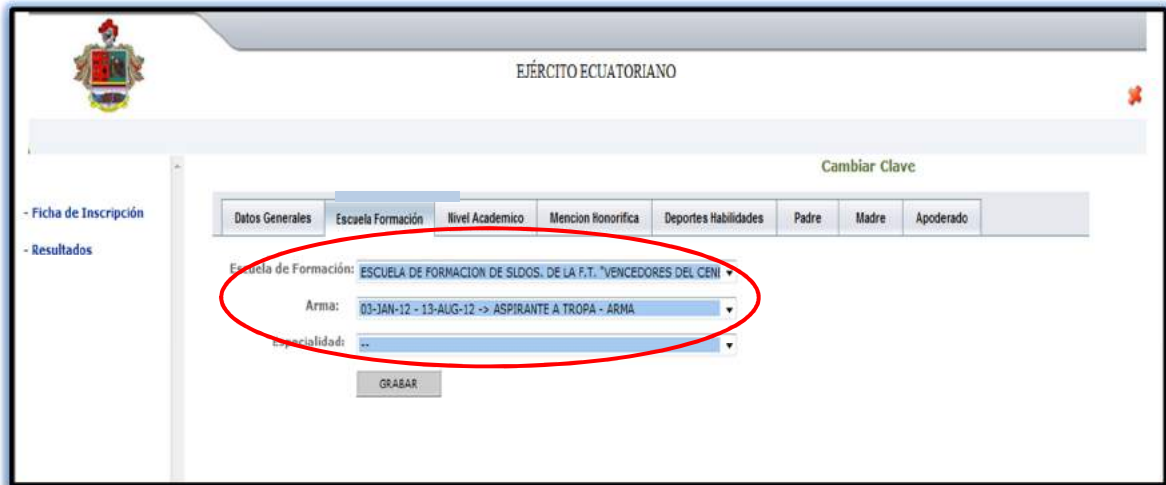 EJÉRCITO ECUATORIANO
Cambiar Clave
- Ficha de Inscripción
- Resultados
Datos Generales Escuela Formación Nivel Academico Mencion Honorifica Deportes Habilidades Padre Madre Apoderado
Escuela de Formación: ESCUELA DE FORMACION DE SLDOS. DE LA F.T. "VENCEDORES DEL CENE
Arma: 03-JAN-12 - 13-AUG-12 -> ASPIRANTE A TROPA - ARMA
Especialidad: --
GRABAR